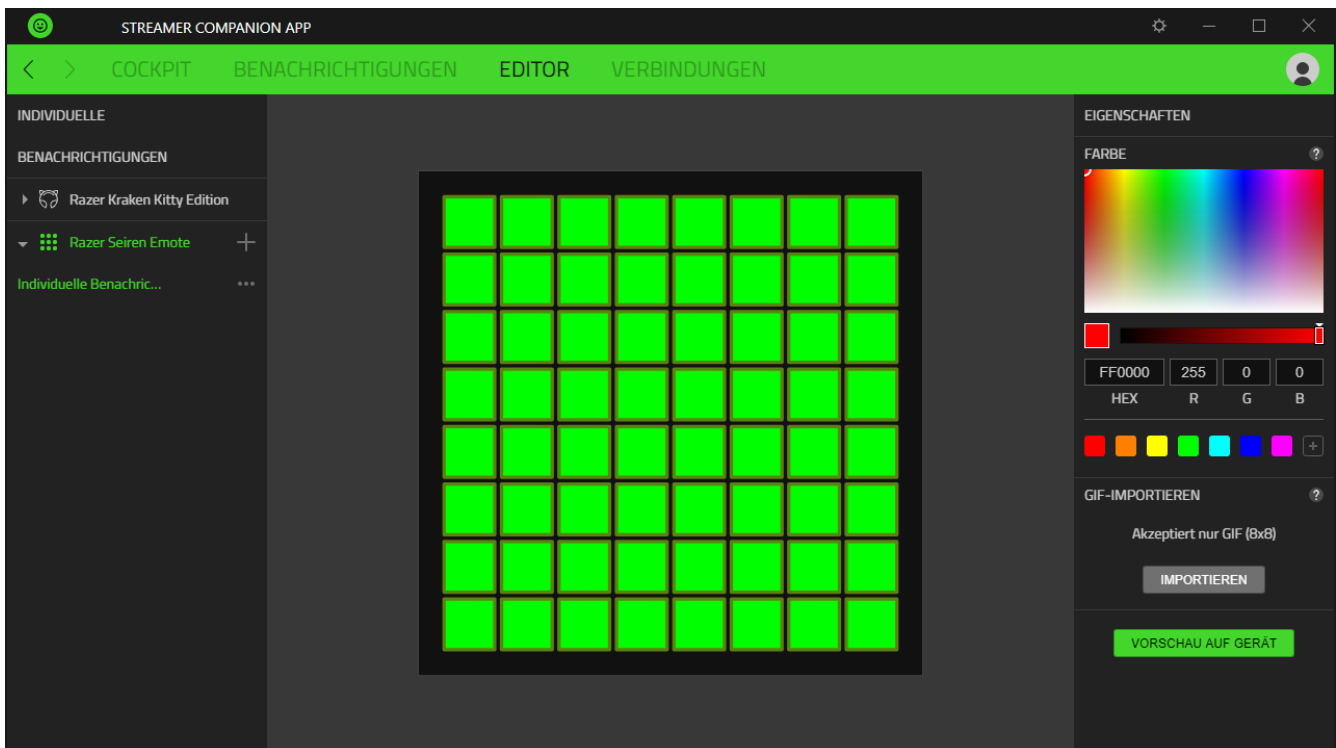 STREAMER COMPANION APP
COCKPIT BENACHRICHTIGUNGEN EDITOR VERBINDUNGEN
INDIVIDUELLE
BENACHRICHTIGUNGEN
Razer Kraken Kitty Edition
Razer Seiren Emote
Individuelle Benachric...
EIGENSCHAFTEN
FARBE ?
FF0000 255 0 0
HEX R G B
GIF-IMPORTIEREN ?
Akzeptiert nur GIF (8x8)
IMPORTIEREN
VORSCHAU AUF GERÄT